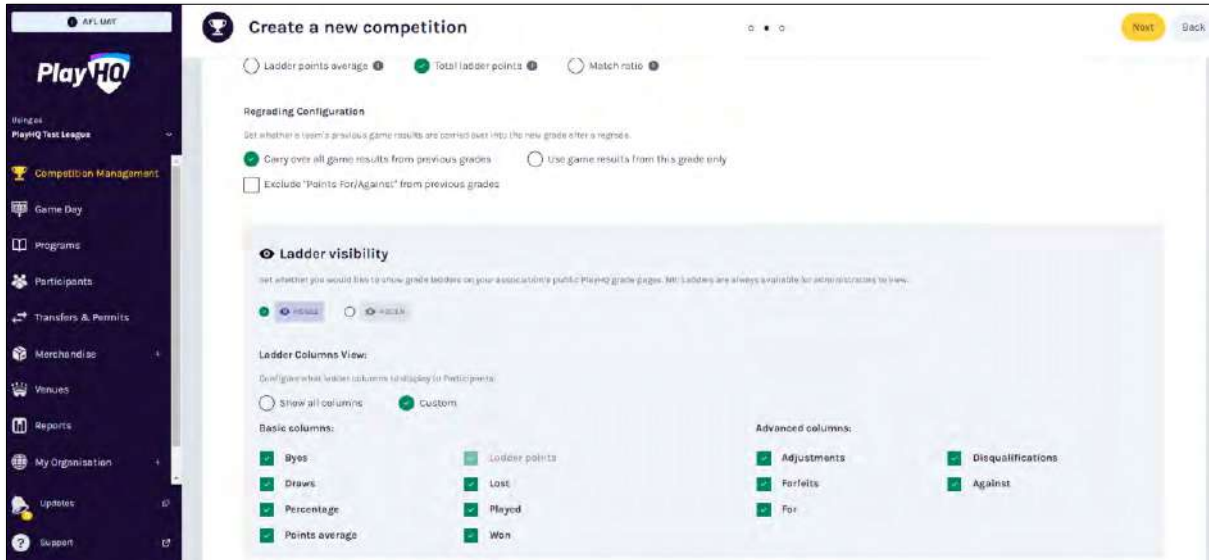 AFL UAT
Create a new competition
Next
Back
PlayHQ
Using as
PlayHQ Test League
Competition Management
Game Day
Programs
Participants
Transfers & Permits
Merchandise +
Venues
Reports
My Organisation +
Updates
Support
Ladder points average
Total ladder points
Match ratio
Regrading Configuration
Set whether a team's previous game results are carried over into the new grade after a regrade.
Carry over all game results from previous grades
Use game results from this grade only
Exclude "Points For/Against" from previous grades
Ladder visibility
Set whether you would like to show grade ladders on your association's public PlayHQ grade pages. NB: Ladders are always available for administrators to view.
VISIBLE
HIDDEN
Ladder Columns View:
Configure what ladder columns to display to Participants
Show all columns
Custom
Basic columns:
Advanced columns:
Byes
Ladder points
Adjustments
Disqualifications
Draws
Lost
Forfeits
Against
Percentage
Played
For
Points average
Won